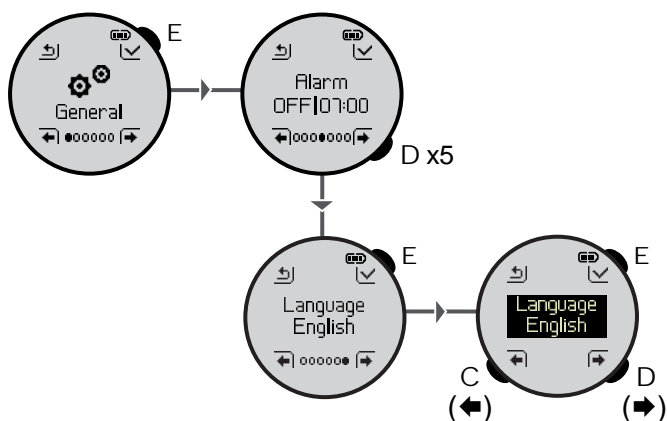 E
General
Alarm
OFF|07:00
D x5
E
Language
English
E
Language
English
C
(←)
D
(→)